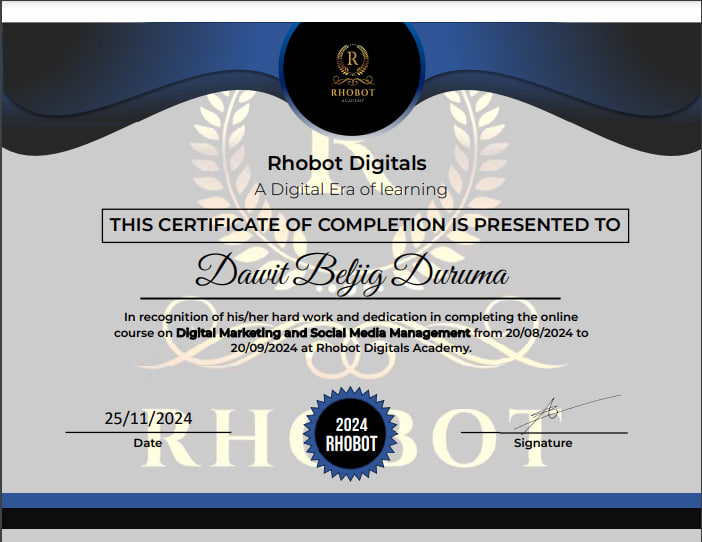 R
RHOBOT
ACADEMY
Rhobot Digitals
A Digital Era of learning
THIS CERTIFICATE OF COMPLETION IS PRESENTED TO
Dawit Beljig Duruma
In recognition of his/her hard work and dedication in completing the online
course on Digital Marketing and Social Media Management from 20/08/2024 to
20/09/2024 at Rhobot Digitals Academy.
25/11/2024
Date
2024
RHOBOT
Signature
R
RHOBOT